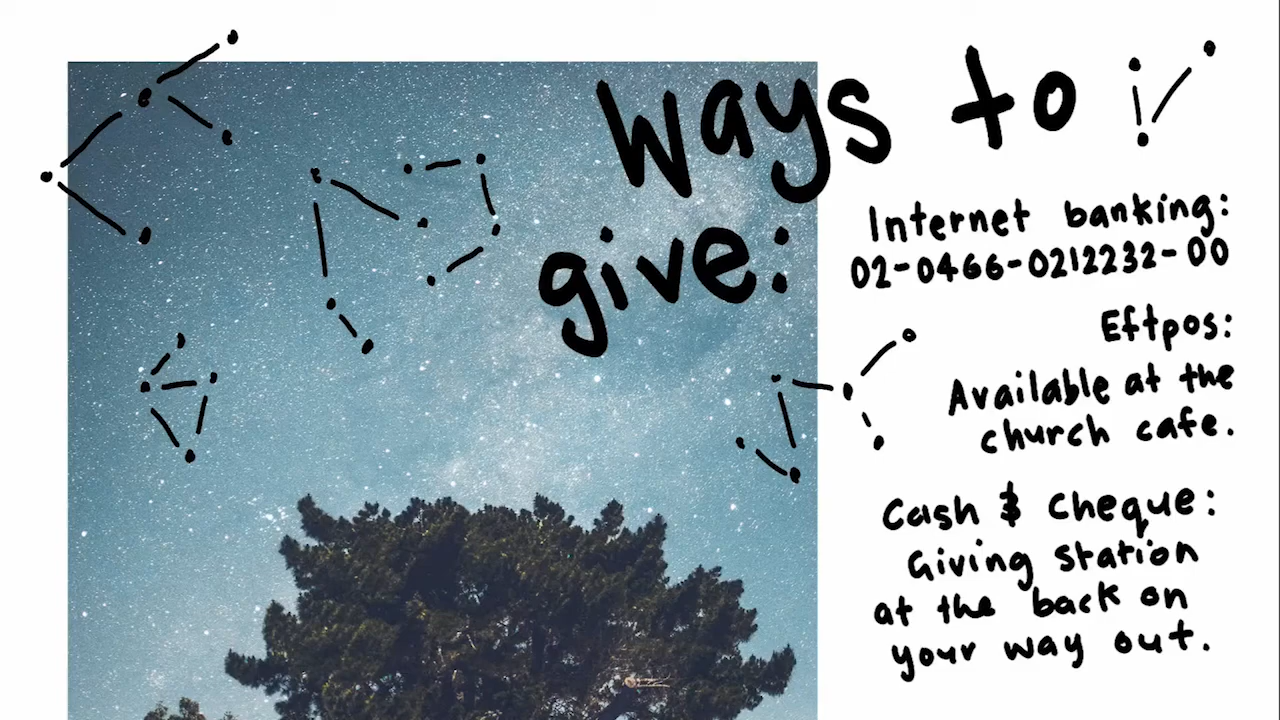 Ways to
give:
Internet banking:
02-0466-0212232-00
Eftpos:
Available at the
church cafe.
Cash & Cheque:
Giving Station
at the back on
your way out.